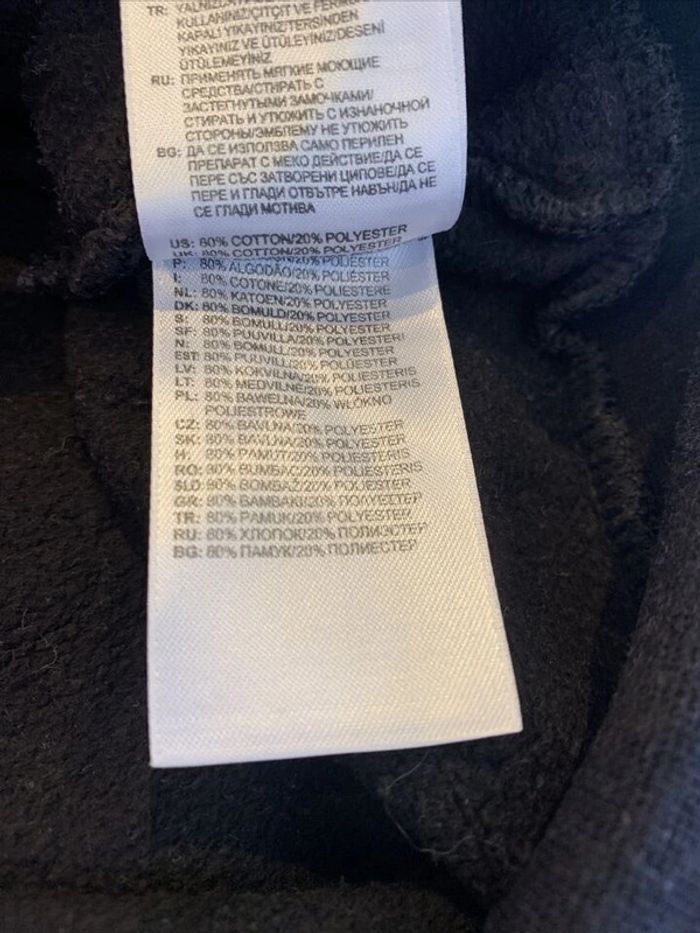 TR: YALNIZCA
KULLANINIZ/ÇITÇIT VE FERME
KAPALI YIKAYINIZ/TERSİNDEN
YIKAYINIZ VE ÜTÜLEYİNİZ/DESENİ
ÜTÜLEMEYİNİZ
RU: ПРИМЕНЯТЬ МЯГКИЕ МОЮЩИЕ
СРЕДСТВА/СТИРАТЬ С
ЗАСТЕГНУТЫМИ ЗАМОЧКАМИ/
СТИРАТЬ И УТЮЖИТЬ С ИЗНАНОЧНОЙ
СТОРОНЫ/ЭМБЛЕМУ НЕ УТЮЖИТЬ
BG: ДА СЕ ИЗПОЛЗВА САМО ПЕРИЛЕН
ПРЕПАРАТ С МЕКО ДЕЙСТВИЕ/ДА СЕ
ПЕРЕ СЪС ЗАТВОРЕНИ ЦИПОВЕ/ДА СЕ
ПЕРЕ И ГЛАДИ ОТВЪТРЕ НАВЪН/ДА НЕ
СЕ ГЛАДИ МОТИВА
US: 80% COTTON/20% POLYESTER
UK: 80% COTTON/20% POLYESTER
P: 80% ALGODÃO/20% POLIÉSTER
I: 80% COTONE/20% POLIESTERE
NL: 80% KATOEN/20% POLYESTER
DK: 80% BOMULD/20% POLYESTER
S: 80% BOMULL/20% POLYESTER
SF: 80% PUUVILLA/20% POLYESTERI
N: 80% BOMULL/20% POLYESTER
EST: 80% PUUVILL/20% POLÜESTER
LV: 80% KOKVILNA/20% POLIESTERIS
LT: 80% MEDVILNĖ/20% POLIESTERIS
PL: 80% BAWEŁNA/20% WŁÓKNO
POLIESTROWE
CZ: 80% BAVLNA/20% POLYESTER
SK: 80% BAVLNA/20% POLYESTER
H: 80% PAMUT/20% POLIÉSTERIS
RO: 80% BUMBAC/20% POLIESTERIS
SLO: 80% BOMBAŽ/20% POLIESTER
GR: 80% ΒΑΜΒΑΚΙ/20% ΠΟΛΥΕΣΤΕΡ
TR: 80% PAMUK/20% POLYESTER
RU: 80% ХЛОПОК/20% ПОЛИЭСТЕР
BG: 80% ПАМУК/20% ПОЛИЕСТЕР